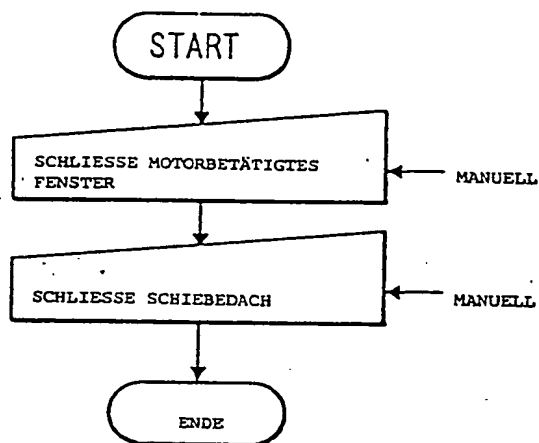 START
SCHLIESSE MOTORBETÄTIGTES
FENSTER
MANUELL
SCHLIESSE SCHIEBEDACH
MANUELL
ENDE